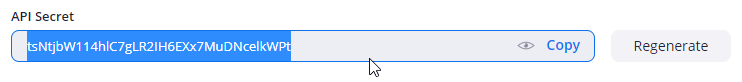 API Secret
tsNtjbW114hlC7gLR2IH6EXx7MuDNcelkWPt Copy Regenerate